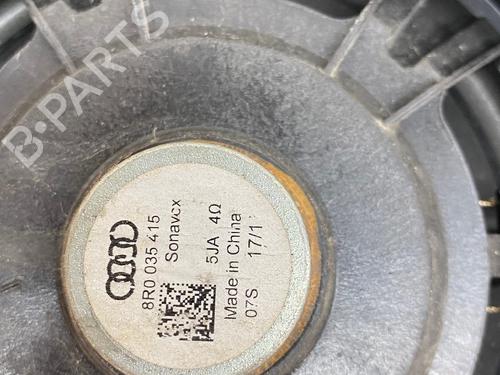 B-PARTS
8R0 035 415
Sonavox
5JA 4Ω
Made in China
07S 17/1